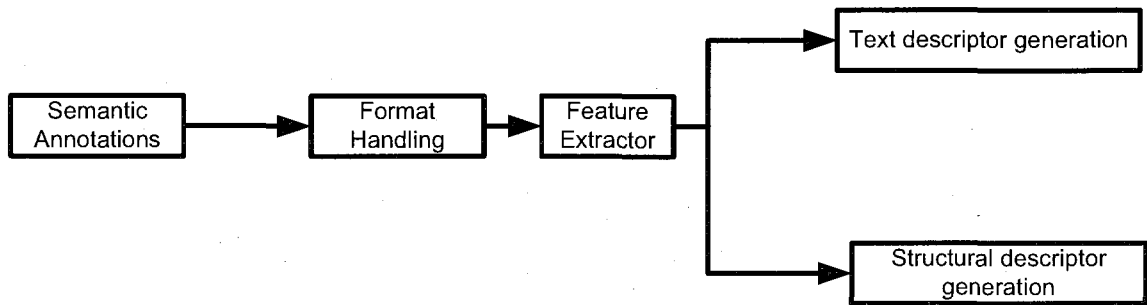 Text descriptor generation
Semantic
Annotations
Format
Handling
Feature
Extractor
Structural descriptor
generation